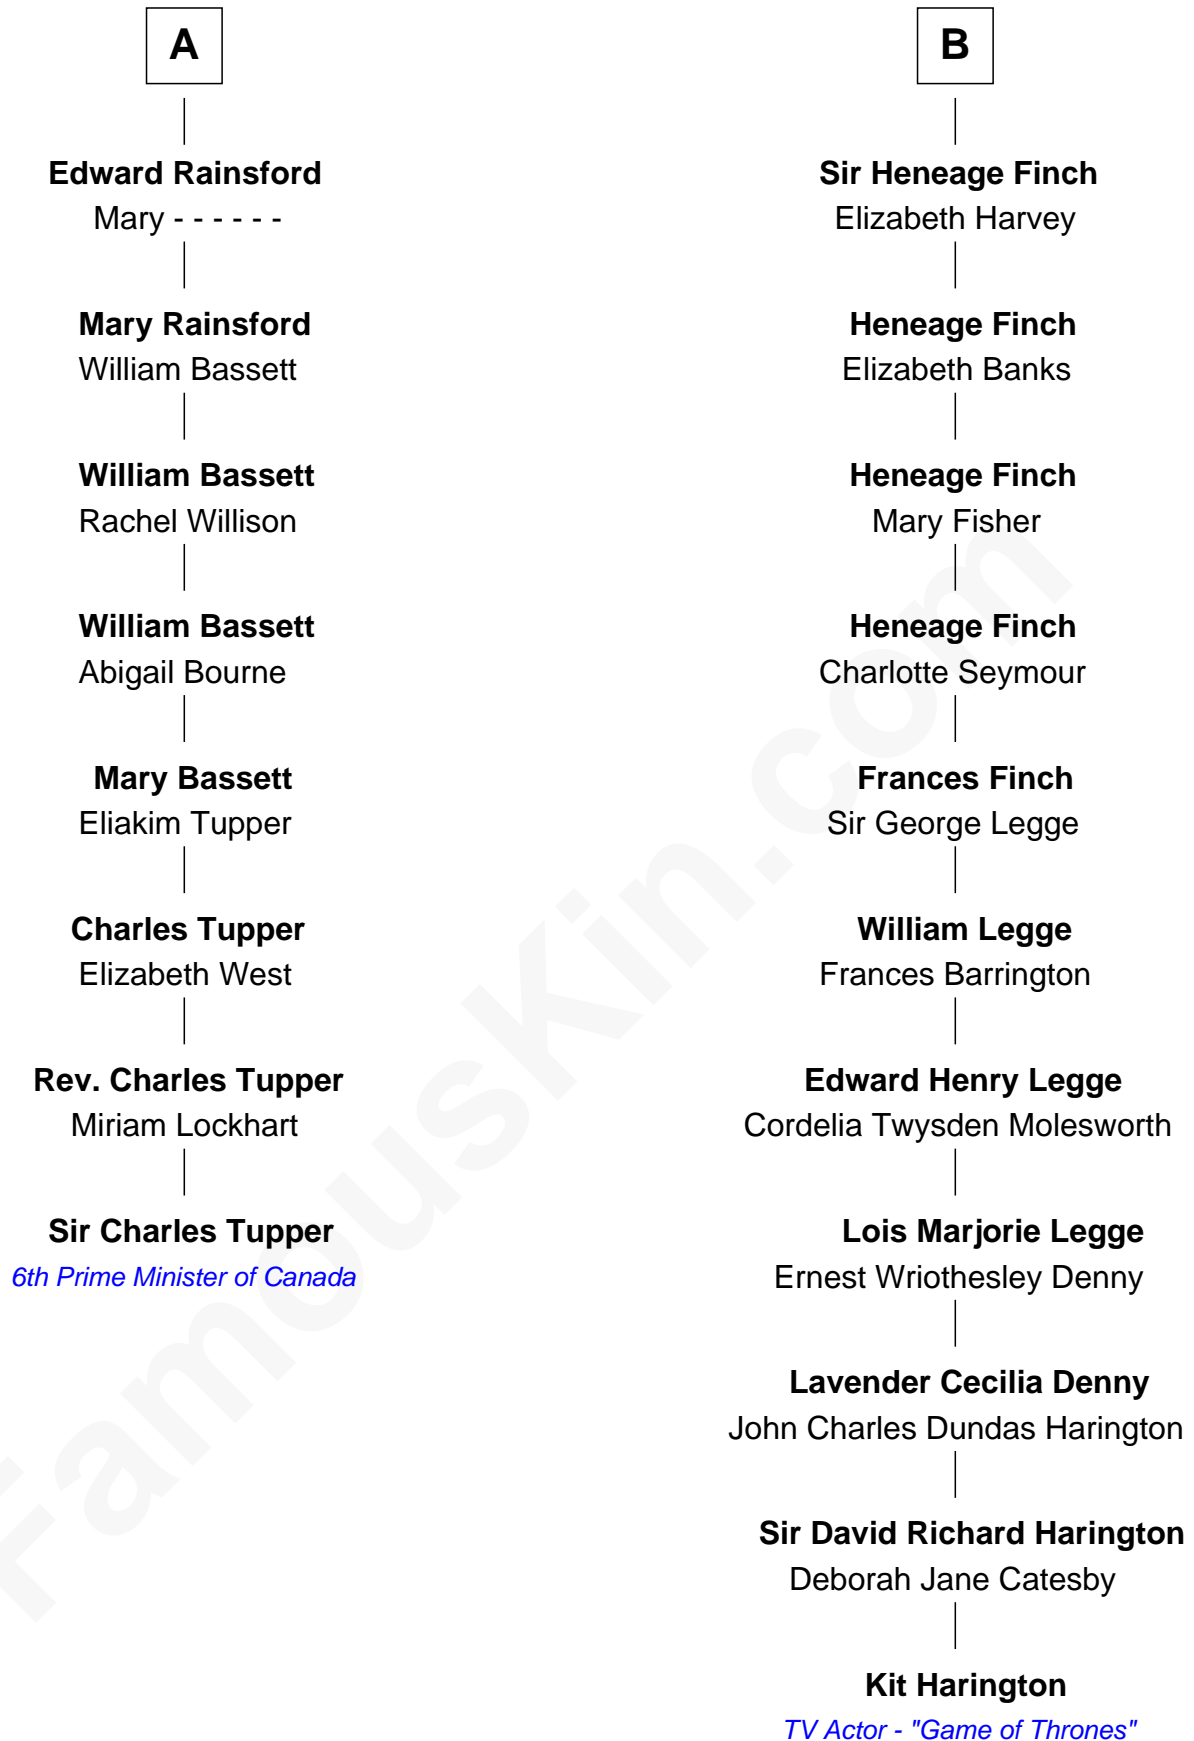 A
Edward Rainsford
Mary - - - - - -
Mary Rainsford
William Bassett
William Bassett
Rachel Willison
William Bassett
Abigail Bourne
Mary Bassett
Eliakim Tupper
Charles Tupper
Elizabeth West
Rev. Charles Tupper
Miriam Lockhart
Sir Charles Tupper
6th Prime Minister of Canada
B
Sir Heneage Finch
Elizabeth Harvey
Heneage Finch
Elizabeth Banks
Heneage Finch
Mary Fisher
Heneage Finch
Charlotte Seymour
Frances Finch
Sir George Legge
William Legge
Frances Barrington
Edward Henry Legge
Cordelia Twysden Molesworth
Lois Marjorie Legge
Ernest Wriothesley Denny
Lavender Cecilia Denny
John Charles Dundas Harington
Sir David Richard Harington
Deborah Jane Catesby
Kit Harington
TV Actor - "Game of Thrones"
FamousKin.com